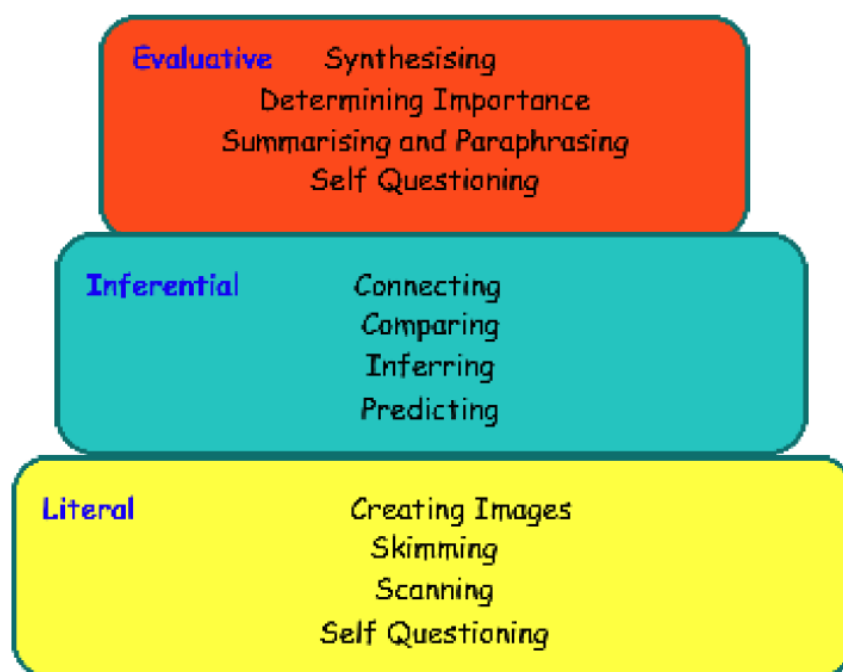 Evaluative Synthesising
Determining Importance
Summarising and Paraphrasing
Self Questioning
Inferential Connecting
Comparing
Inferring
Predicting
Literal Creating Images
Skimming
Scanning
Self Questioning